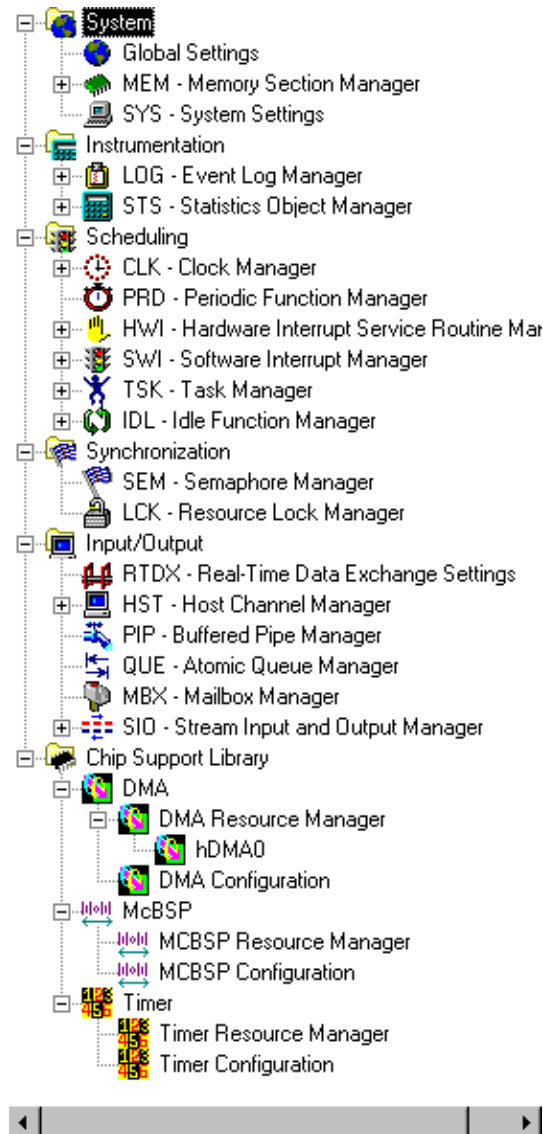 System
Global Settings
MEM - Memory Section Manager
SYS - System Settings
Instrumentation
LOG - Event Log Manager
STS - Statistics Object Manager
Scheduling
CLK - Clock Manager
PRD - Periodic Function Manager
HWI - Hardware Interrupt Service Routine Mar
SWI - Software Interrupt Manager
TSK - Task Manager
IDL - Idle Function Manager
Synchronization
SEM - Semaphore Manager
LCK - Resource Lock Manager
Input/Output
RTDX - Real-Time Data Exchange Settings
HST - Host Channel Manager
PIP - Buffered Pipe Manager
QUE - Atomic Queue Manager
MBX - Mailbox Manager
SIO - Stream Input and Output Manager
Chip Support Library
DMA
DMA Resource Manager
hDMA0
DMA Configuration
McBSP
MCBSP Resource Manager
MCBSP Configuration
Timer
Timer Resource Manager
Timer Configuration